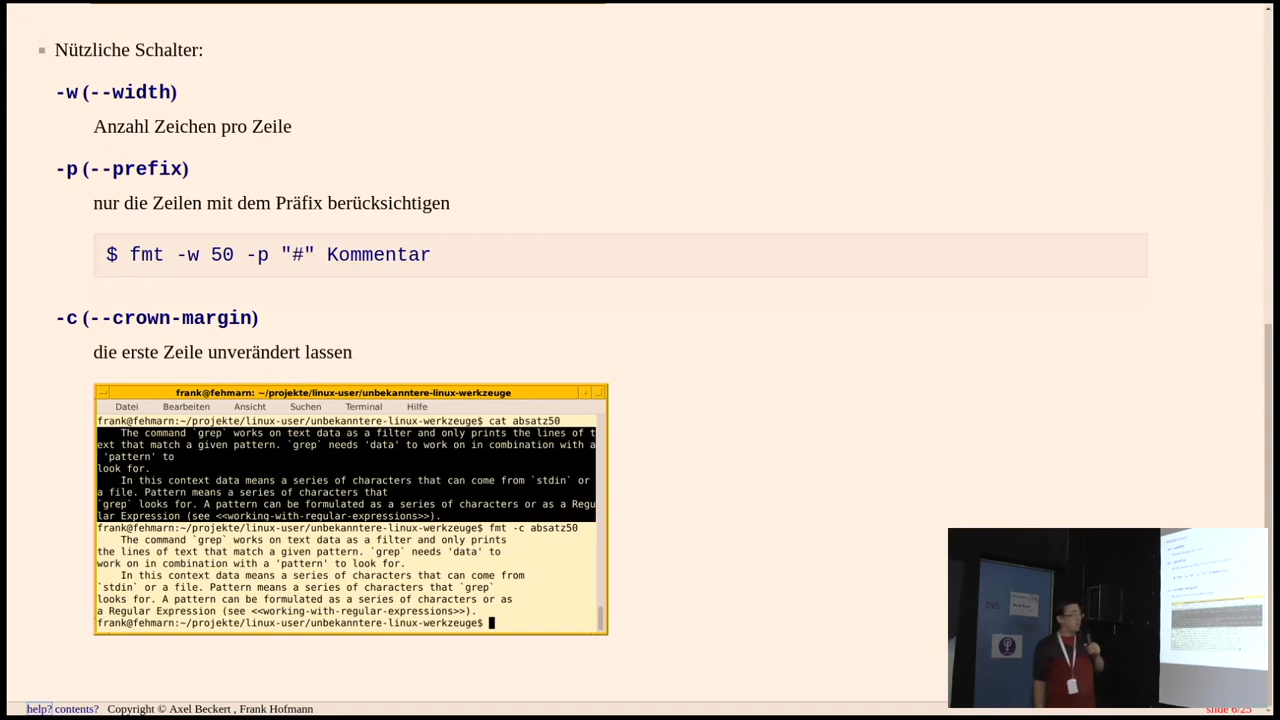 Nützliche Schalter:
-w (--width)
Anzahl Zeichen pro Zeile
-p (--prefix)
nur die Zeilen mit dem Präfix berücksichtigen
$ fmt -w 50 -p "#" Kommentar
-c (--crown-margin)
die erste Zeile unverändert lassen
frank@fehmarn: ~/projekte/linux-user/unbekanntere-linux-werkzeuge
Datei Bearbeiten Ansicht Suchen Terminal Hilfe
frank@fehmarn:~/projekte/linux-user/unbekanntere-linux-werkzeuge$ cat absatz50
The command `grep` works on text data as a filter and only prints the lines of t
ext that match a given pattern. `grep` needs 'data' to work on in combination with a
'pattern' to
look for.
In this context data means a series of characters that can come from `stdin` or
a file. Pattern means a series of characters that
`grep` looks for. A pattern can be formulated as a series of characters or as a Regu
lar Expression (see <<working-with-regular-expressions>>).
frank@fehmarn:~/projekte/linux-user/unbekanntere-linux-werkzeuge$ fmt -c absatz50
The command `grep` works on text data as a filter and only prints
the lines of text that match a given pattern. `grep` needs 'data' to
work on in combination with a 'pattern' to look for.
In this context data means a series of characters that can come from
`stdin` or a file. Pattern means a series of characters that `grep`
looks for. A pattern can be formulated as a series of characters or as
a Regular Expression (see <<working-with-regular-expressions>>).
frank@fehmarn:~/projekte/linux-user/unbekanntere-linux-werkzeuge$
help? contents? Copyright © Axel Beckert , Frank Hofmann
slide 6/25